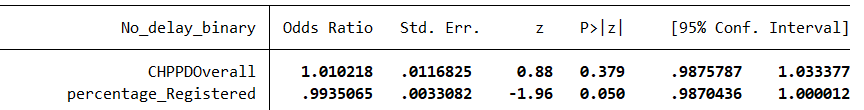 No_delay_binary Odds Ratio Std. Err. z P>|z| [95% Conf. Interval]
CHPPDOverall 1.010218 .0116825 0.88 0.379 .9875787 1.033377
percentage_Registered .9935065 .0033082 -1.96 0.050 .9870436 1.000012